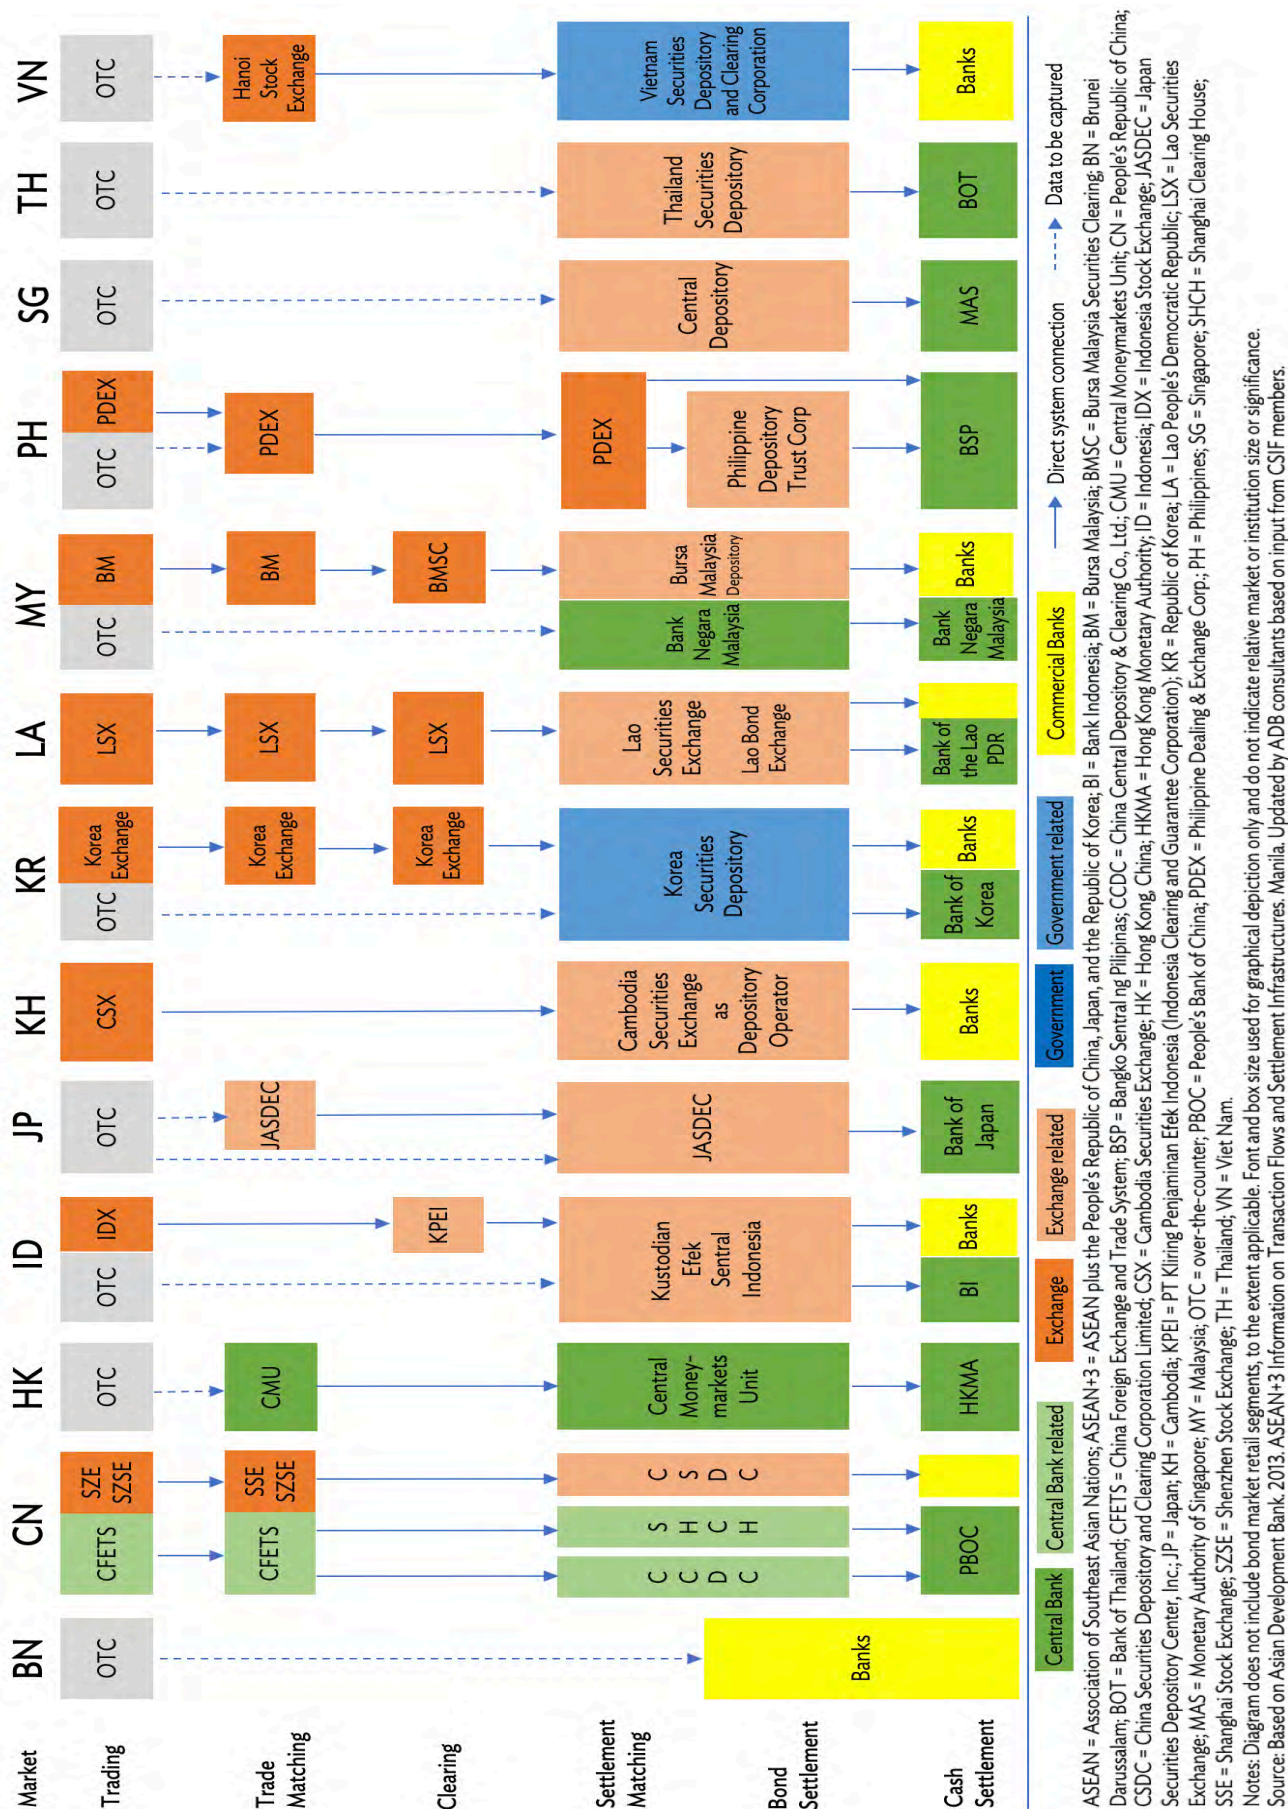 Market
BN
CN
HK
ID
JP
KH
KR
LA
MY
PH
SG
TH
VN
Trading
OTC
CFETS
SZE
SZSE
OTC
OTC
IDX
OTC
CSX
OTC
Korea
Exchange
LSX
OTC
BM
OTC
PDEX
OTC
OTC
OTC
Trade
Matching
CFETS
SSE
SZSE
CMU
JASDEC
Korea
Exchange
LSX
BM
PDEX
Hanoi
Stock
Exchange
Clearing
KPEI
Korea
Exchange
LSX
BMSC
Settlement
Matching
Bond
Settlement
Banks
C
C
D
C
S
H
C
H
C
S
D
C
Central
Money-
markets
Unit
Kustodian
Efek
Sentral
Indonesia
JASDEC
Cambodia
Securities
Exchange
as
Depository
Operator
Korea
Securities
Depository
Lao
Securities
Exchange
Lao Bond
Exchange
Bank
Negara
Malaysia
Bursa
Malaysia
Depository
PDEX
Philippine
Depository
Trust Corp
Central
Depository
Thailand
Securities
Depository
Vietnam
Securities
Depository
and Clearing
Corporation
Cash
Settlement
PBOC
HKMA
BI
Banks
Bank of
Japan
Banks
Bank of
Korea
Banks
Bank of
the Lao
PDR
Bank
Negara
Malaysia
Banks
BSP
MAS
BOT
Banks
Central Bank
Central Bank related
Exchange
Exchange related
Government
Government related
Commercial Banks
Direct system connection
Data to be captured
ASEAN = Association of Southeast Asian Nations; ASEAN+3 = ASEAN plus the People's Republic of China, Japan, and the Republic of Korea; BI = Bank Indonesia; BM = Bursa Malaysia; BMSC = Bursa Malaysia Securities Clearing; BN = Brunei
Darussalam; BOT = Bank of Thailand; CFETS = China Foreign Exchange and Trade System; BSP = Bangko Sentral ng Pilipinas; CCDC = China Central Depository & Clearing Co., Ltd.; CMU = Central Moneymarkets Unit; CN = People's Republic of China;
CSDC = China Securities Depository and Clearing Corporation Limited; CSX = Cambodia Securities Exchange; HK = Hong Kong, China; HKMA = Hong Kong Monetary Authority; ID = Indonesia; IDX = Indonesia Stock Exchange; JASDEC = Japan
Securities Depository Center, Inc.; JP = Japan; KH = Cambodia; KPEI = PT Kliring Penjaminan Efek Indonesia (Indonesia Clearing and Guarantee Corporation); KR = Republic of Korea; LA = Lao People's Democratic Republic; LSX = Lao Securities
Exchange; MAS = Monetary Authority of Singapore; MY = Malaysia; OTC = over-the-counter; PBOC = People's Bank of China; PDEX = Philippine Dealing & Exchange Corp.; PH = Philippines; SG = Singapore; SHCH = Shanghai Clearing House;
SSE = Shanghai Stock Exchange; SZSE = Shenzhen Stock Exchange; TH = Thailand; VN = Viet Nam.
Notes: Diagram does not include bond market retail segments, to the extent applicable. Font and box size used for graphical depiction only and do not indicate relative market or institution size or significance.
Source: Based on Asian Development Bank. 2013. ASEAN+3 Information on Transaction Flows and Settlement Infrastructures. Manila. Updated by ADB consultants based on input from CSIF members.